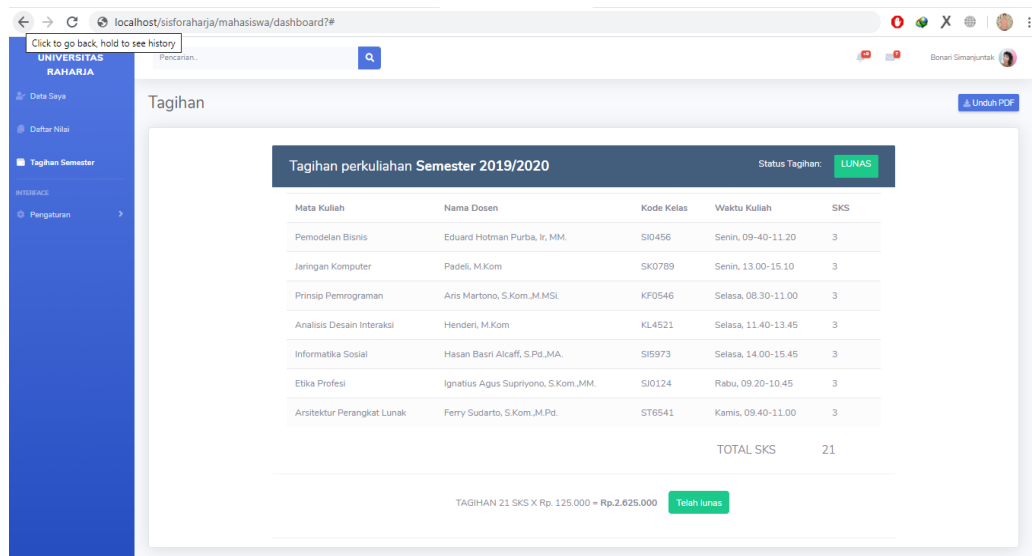 localhost/sisforaharja/mahasiswa/dashboard?#
Click to go back, hold to see history
UNIVERSITAS
RAHARJA
Pencarian..
Bonari Simanjuntak
Data Saya
Daftar Nilai
Tagihan Semester
INTERFACE
Pengaturan
Tagihan
Unduh PDF
Tagihan perkuliahan Semester 2019/2020 Status Tagihan: LUNAS
Mata Kuliah Nama Dosen Kode Kelas Waktu Kuliah SKS
Pemodelan Bisnis Eduard Hotman Purba, Ir, MM. SI0456 Senin, 09-40-11.20 3
Jaringan Komputer Padeli, M.Kom SK0789 Senin, 13.00-15.10 3
Prinsip Pemrograman Aris Martono, S.Kom.,M.MSi. KF0546 Selasa, 08.30-11.00 3
Analisis Desain Interaksi Henderi, M.Kom KL4521 Selasa, 11.40-13.45 3
Informatika Sosial Hasan Basri Alcaff, S.Pd.,MA. SI5973 Selasa, 14.00-15.45 3
Etika Profesi Ignatius Agus Supriyono, S.Kom.,MM. SJ0124 Rabu, 09.20-10.45 3
Arsitektur Perangkat Lunak Ferry Sudarto, S.Kom.,M.Pd. ST6541 Kamis, 09.40-11.00 3
TOTAL SKS 21
TAGIHAN 21 SKS X Rp. 125.000 = Rp.2.625.000 Telah lunas